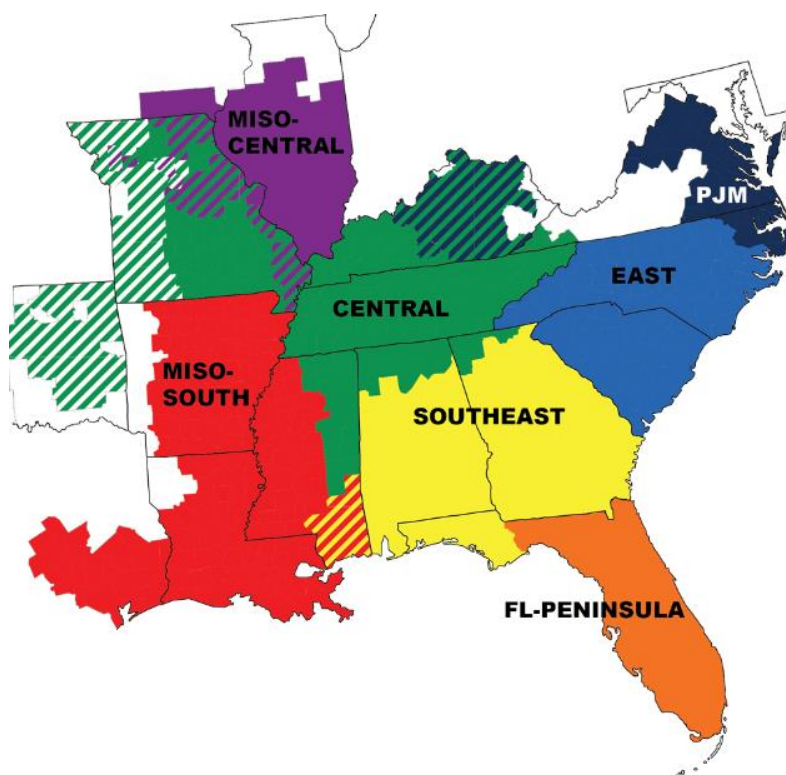 MISO-
CENTRAL
PJM
EAST
CENTRAL
MISO-
SOUTH
SOUTHEAST
FL-PENINSULA